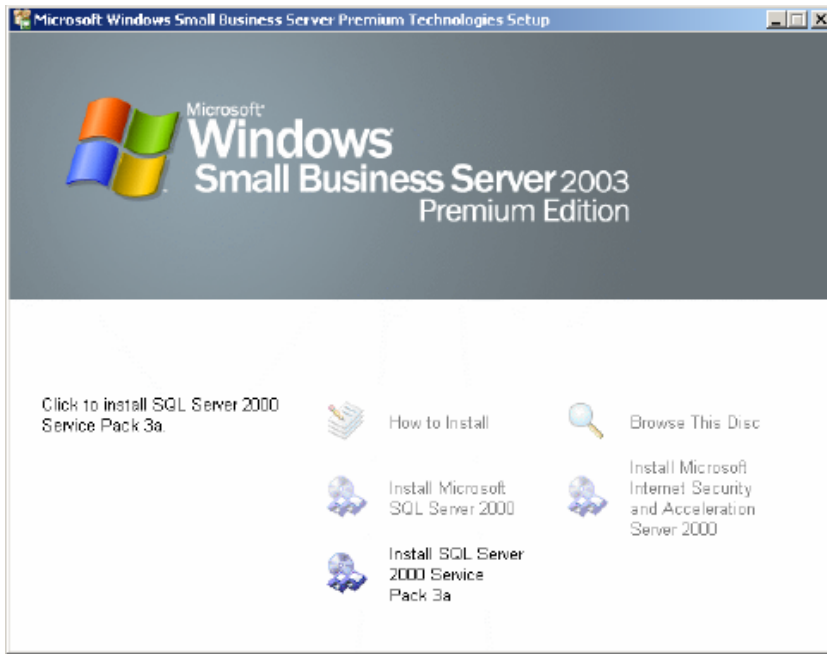 Microsoft Windows Small Business Server Premium Technologies Setup
Microsoft
Windows
Small Business Server 2003
Premium Edition
Click to install SQL Server 2000
Service Pack 3a.
How to Install
Browse This Disc
Install Microsoft
SQL Server 2000
Install Microsoft
Internet Security
and Acceleration
Server 2000
Install SQL Server
2000 Service
Pack 3a